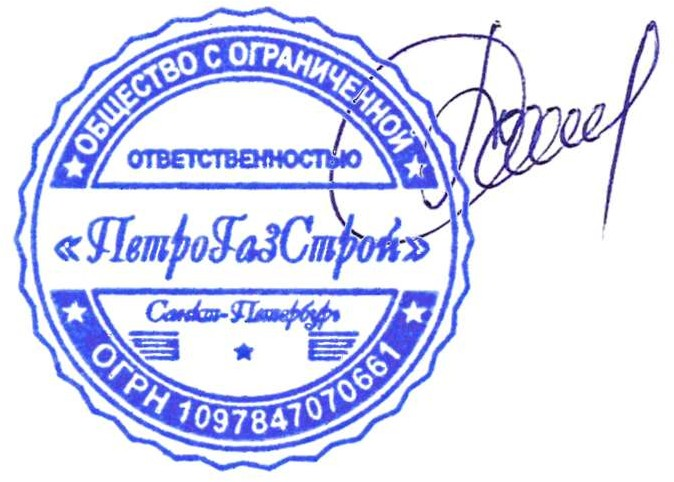 ОБЩЕСТВО С ОГРАНИЧЕННОЙ
ОТВЕТСТВЕННОСТЬЮ
«ПетроГазСтрой»
Санкт-Петербург
ОГРН 1097847070661